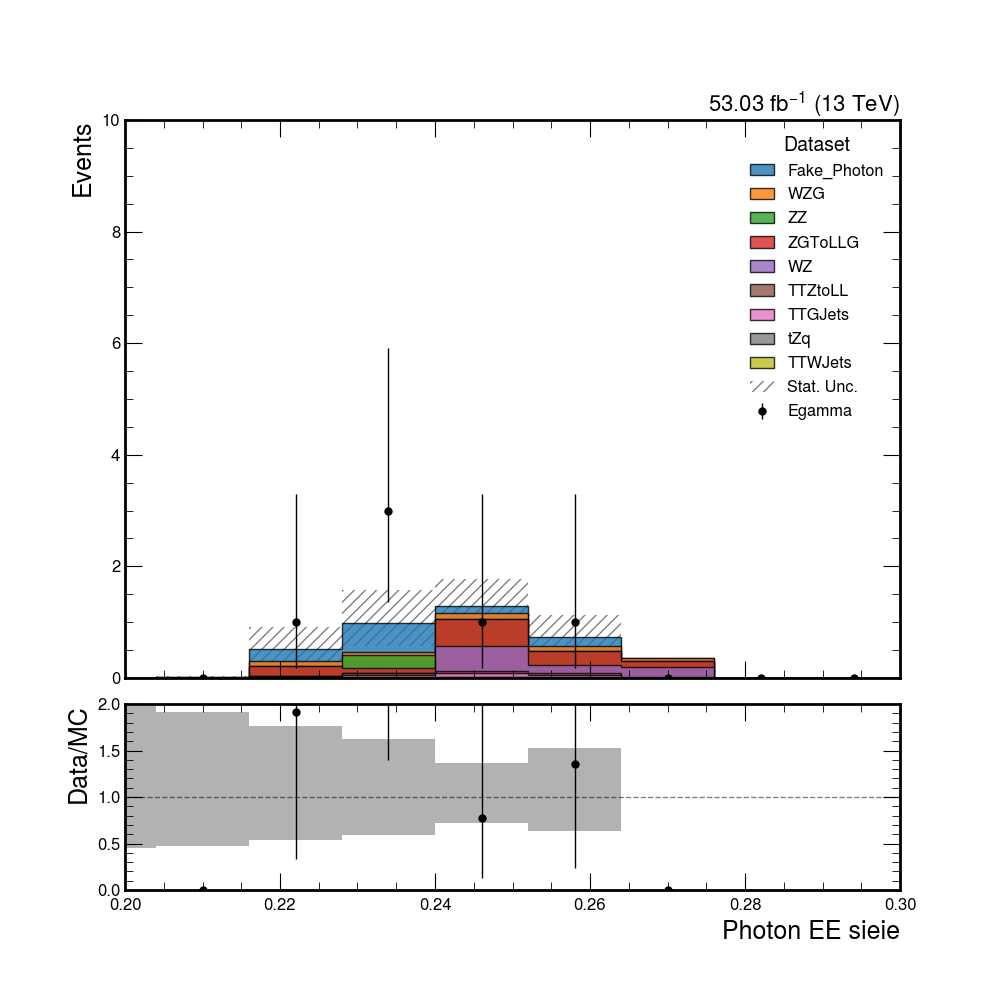 53.03 fb⁻¹ (13 TeV)
Events
10
8
6
4
2
0
Dataset
Fake_Photon
WZG
ZZ
ZGToLLG
WZ
TTZtoLL
TTGJets
tZq
TTWJets
Stat. Unc.
Egamma
Data/MC
2.0
1.5
1.0
0.5
0.0
0.20 0.22 0.24 0.26 0.28 0.30
Photon EE sieie